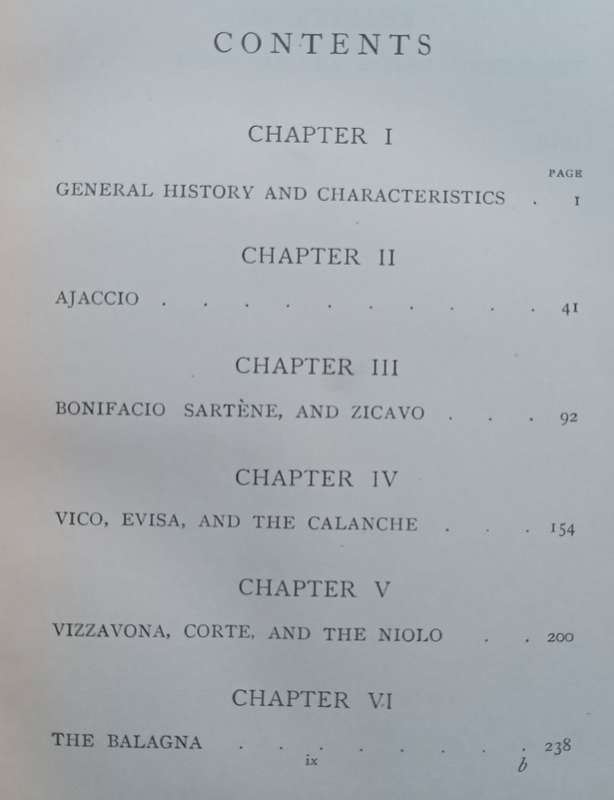 CONTENTS
CHAPTER I
PAGE
GENERAL HISTORY AND CHARACTERISTICS . 1
CHAPTER II
AJACCIO . . . . . . . . . . 41
CHAPTER III
BONIFACIO SARTÈNE, AND ZICAVO . . . 92
CHAPTER IV
VICO, EVISA, AND THE CALANCHE . . . 154
CHAPTER V
VIZZAVONA, CORTE, AND THE NIOLO . . 200
CHAPTER VI
THE BALAGNA . . . . . . . . 238
ix b